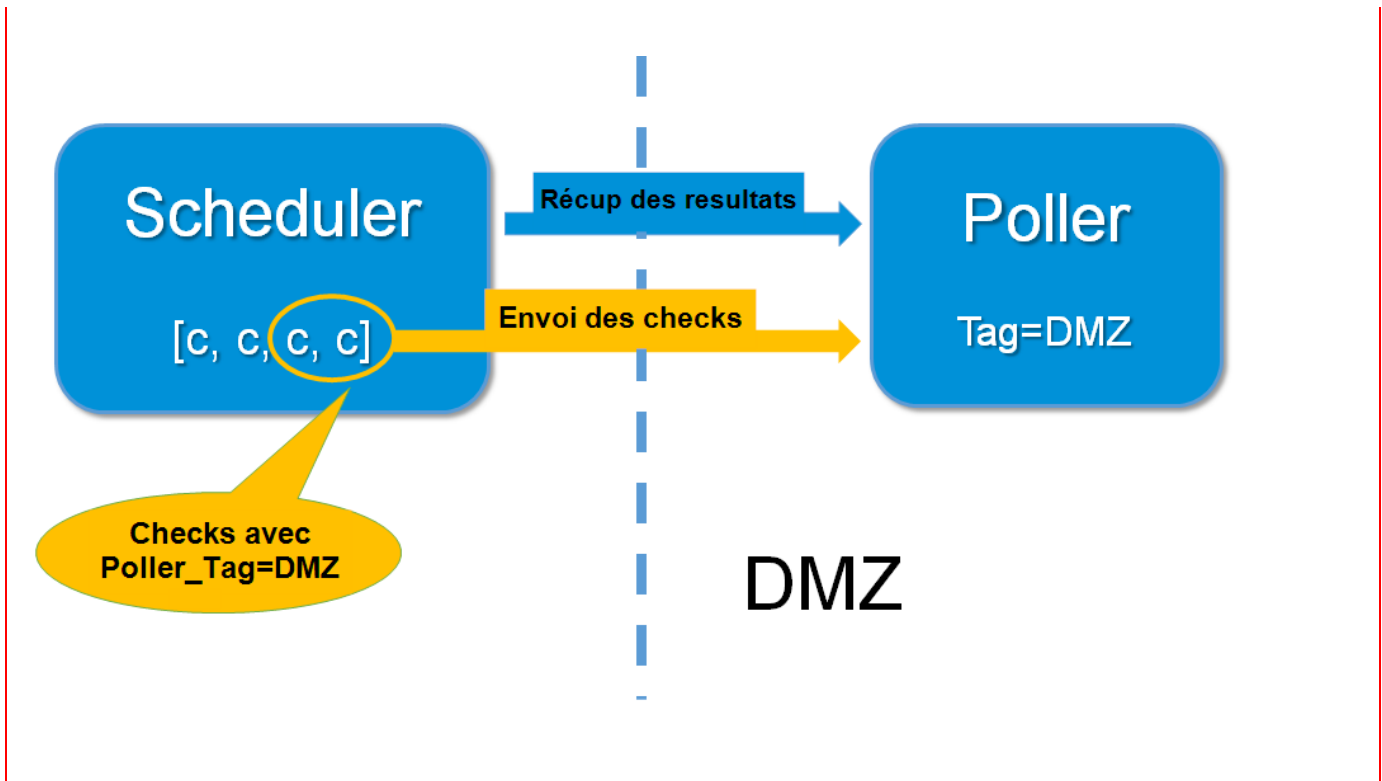 Scheduler
[c, c, c, c]
Récup des resultats
Envoi des checks
Poller
Tag=DMZ
Checks avec
Poller_Tag=DMZ
DMZ